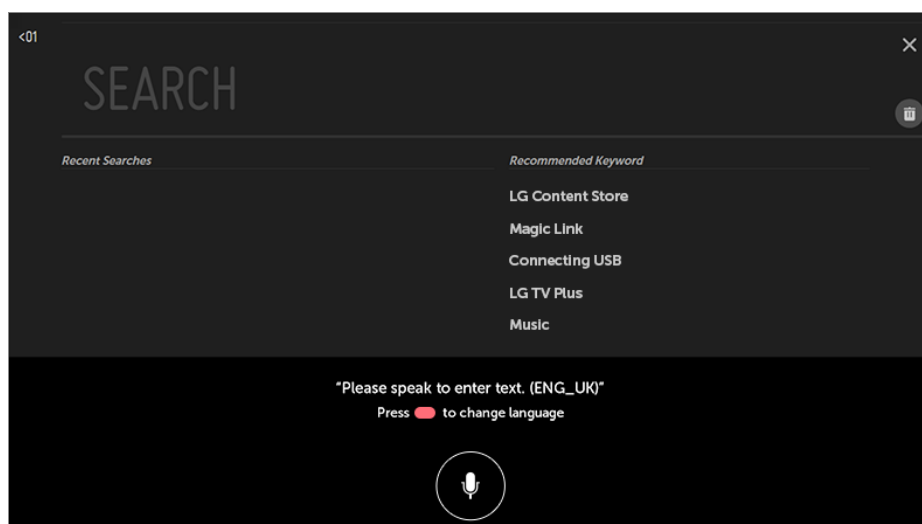 <01
SEARCH
Recent Searches
Recommended Keyword
LG Content Store
Magic Link
Connecting USB
LG TV Plus
Music
“Please speak to enter text. (ENG_UK)”
Press to change language